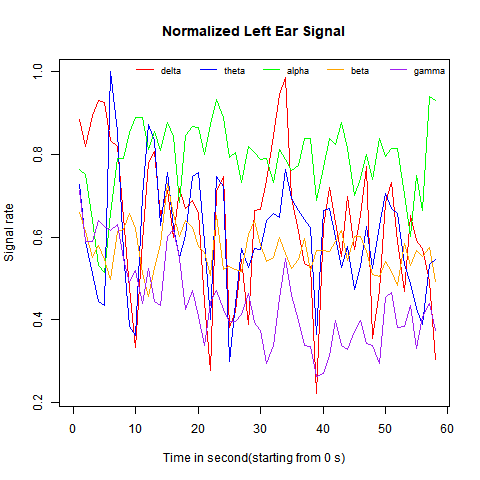 Normalized Left Ear Signal
delta theta alpha beta gamma
1.0
0.8
0.6
0.4
0.2
Signal rate
0 10 20 30 40 50 60
Time in second(starting from 0 s)